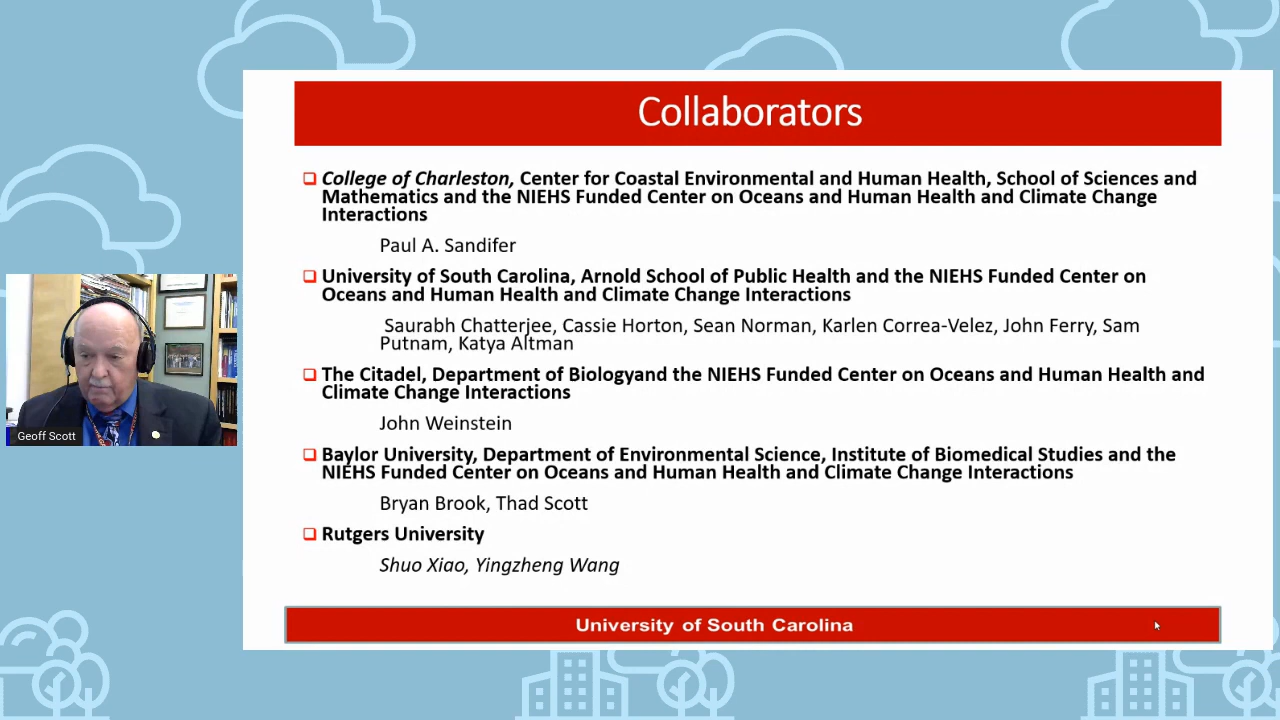 Collaborators
College of Charleston, Center for Coastal Environmental and Human Health, School of Sciences and
Mathematics and the NIEHS Funded Center on Oceans and Human Health and Climate Change
Interactions
Paul A. Sandifer
University of South Carolina, Arnold School of Public Health and the NIEHS Funded Center on
Oceans and Human Health and Climate Change Interactions
Saurabh Chatterjee, Cassie Horton, Sean Norman, Karlen Correa-Velez, John Ferry, Sam
Putnam, Katya Altman
The Citadel, Department of Biologyand the NIEHS Funded Center on Oceans and Human Health and
Climate Change Interactions
John Weinstein
Baylor University, Department of Environmental Science, Institute of Biomedical Studies and the
NIEHS Funded Center on Oceans and Human Health and Climate Change Interactions
Bryan Brook, Thad Scott
Rutgers University
Shuo Xiao, Yingzheng Wang
University of South Carolina
Geoff Scott